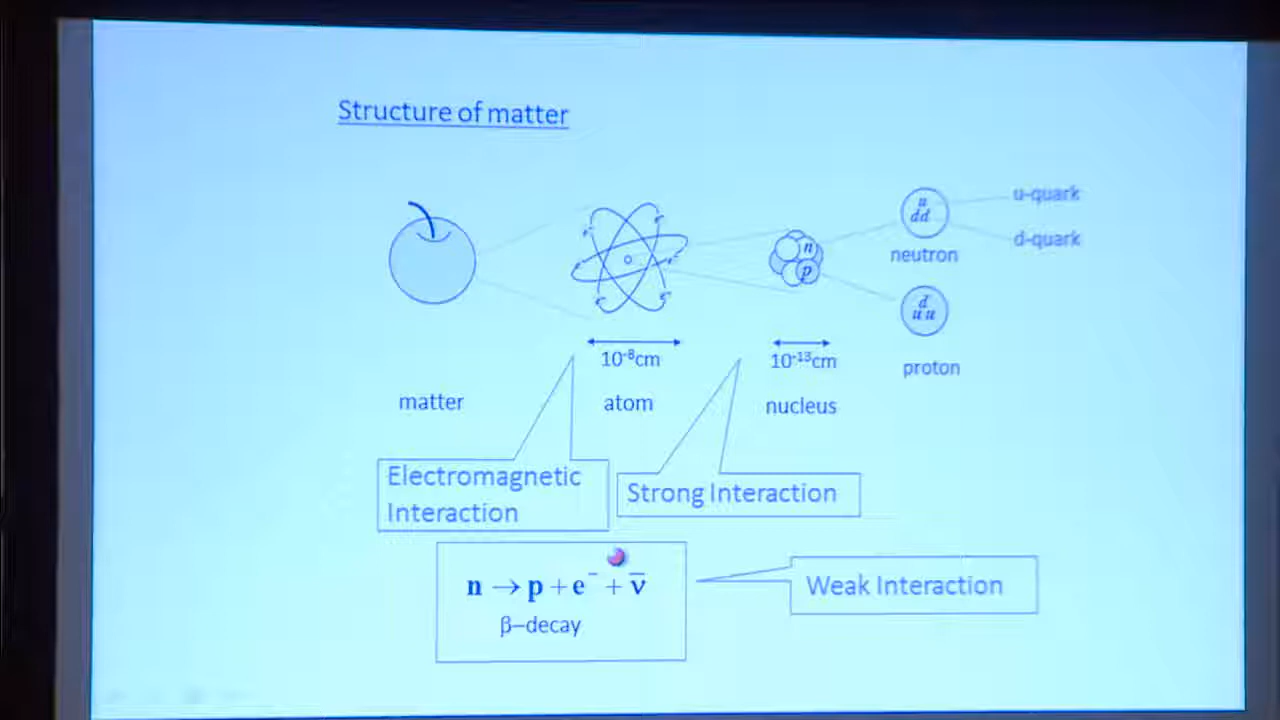 Structure of matter
u-quark
d-quark
u
dd
neutron
d
u u
proton
n
p
e⁻
e⁻
e⁻
e⁻
10⁻⁸cm
10⁻¹³cm
matter
atom
nucleus
Electromagnetic
Interaction
Strong Interaction
n → p + e⁻ + ν̅
β–decay
Weak Interaction